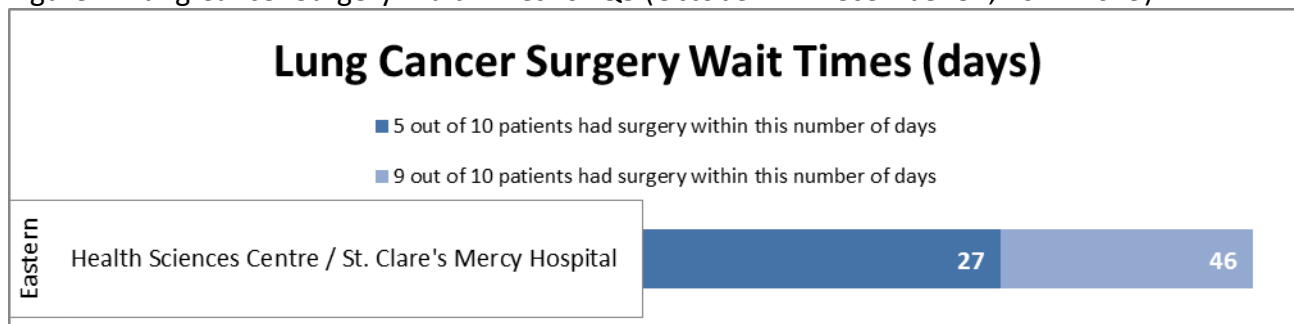 Lung Cancer Surgery Wait Times (days)
5 out of 10 patients had surgery within this number of days
9 out of 10 patients had surgery within this number of days
Eastern
Health Sciences Centre / St. Clare's Mercy Hospital
27
46